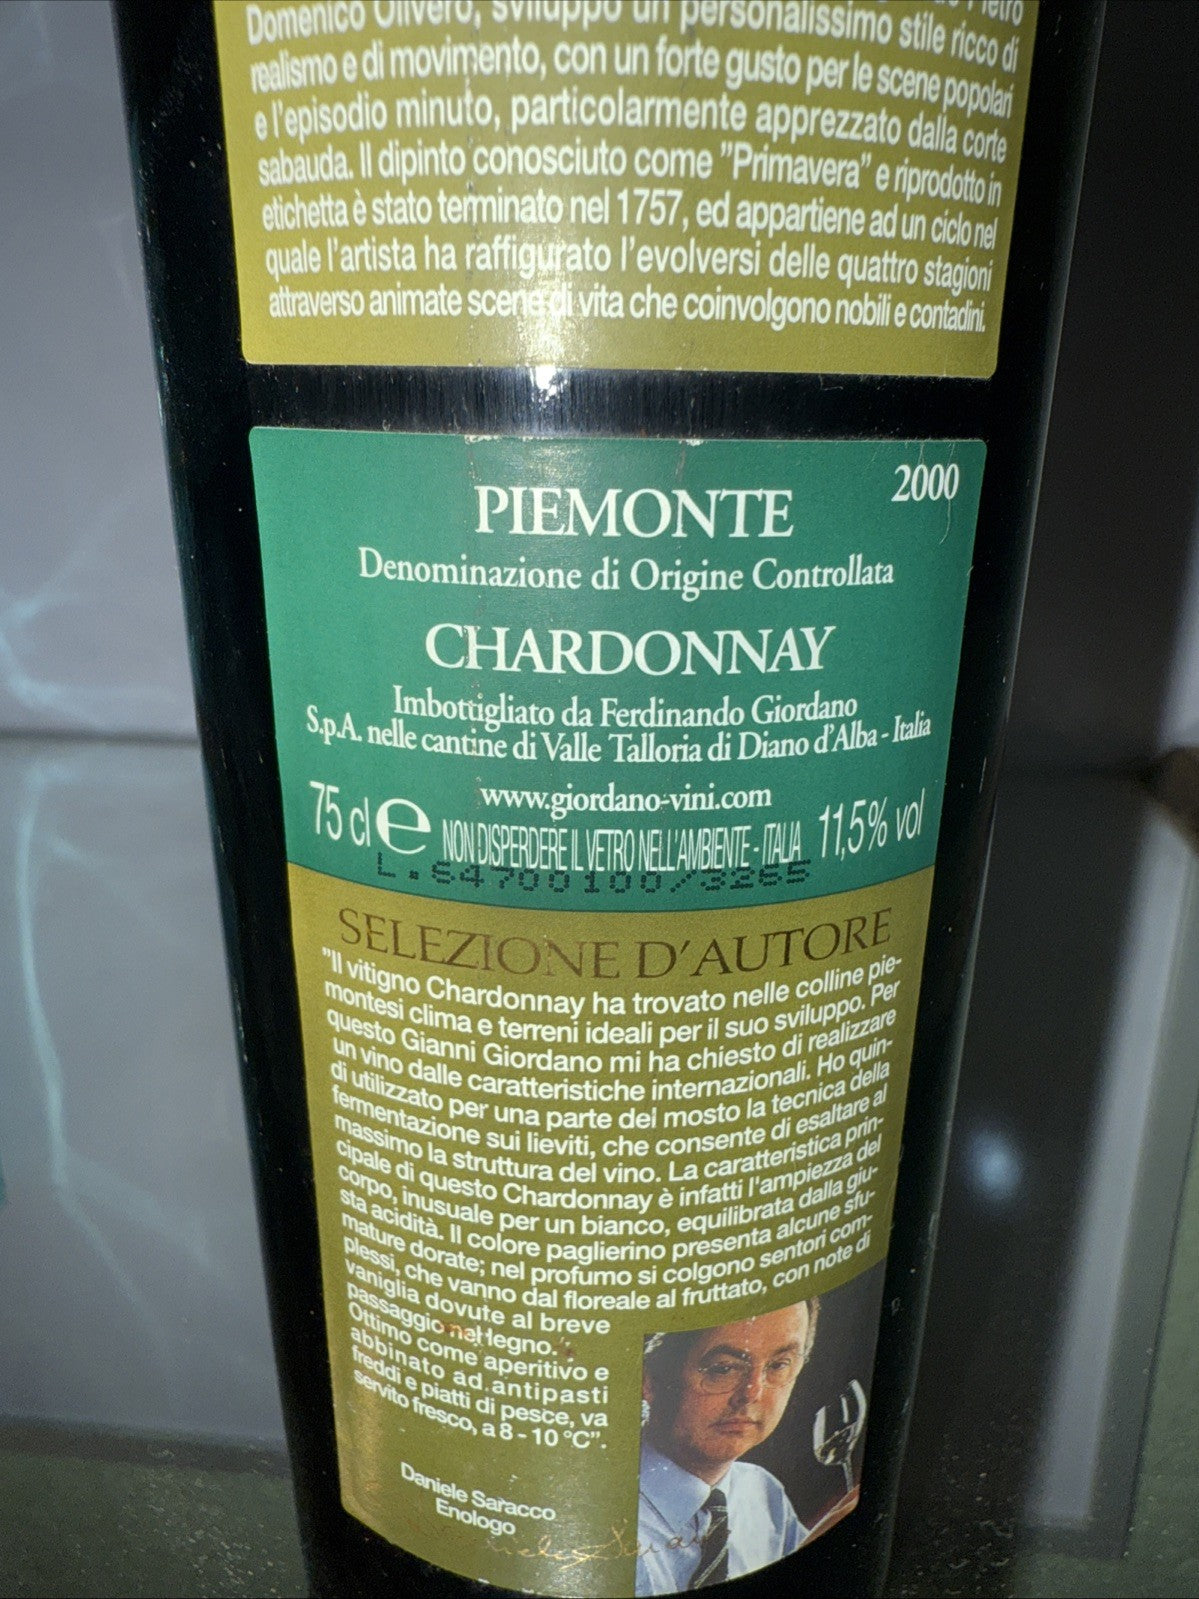 Domenico Olivero, sviluppò un personalissimo stile ricco di
realismo e di movimento, con un forte gusto per le scene popolari
e l'episodio minuto, particolarmente apprezzato dalla corte
sabauda. Il dipinto conosciuto come "Primavera" e riprodotto in
etichetta è stato terminato nel 1757, ed appartiene ad un ciclo nel
quale l'artista ha raffigurato l'evolversi delle quattro stagioni
attraverso animate scene di vita che coinvolgono nobili e contadini.
2000
PIEMONTE
Denominazione di Origine Controllata
CHARDONNAY
Imbottigliato da Ferdinando Giordano
S.p.A. nelle cantine di Valle Talloria di Diano d'Alba - Italia
www.giordano-vini.com
75 cl e NON DISPERDERE IL VETRO NELL'AMBIENTE - ITALIA 11,5% vol
L.64700100/3265
SELEZIONE D'AUTORE
"Il vitigno Chardonnay ha trovato nelle colline pie-
montesi clima e terreni ideali per il suo sviluppo. Per
questo Gianni Giordano mi ha chiesto di realizzare
un vino dalle caratteristiche internazionali. Ho quin-
di utilizzato per una parte del mosto la tecnica della
fermentazione sui lieviti, che consente di esaltare al
massimo la struttura del vino. La caratteristica prin-
cipale di questo Chardonnay è infatti l'ampiezza del
corpo, inusuale per un bianco, equilibrata dalla giu-
sta acidità. Il colore paglierino presenta alcune sfu-
mature dorate; nel profumo si colgono sentori com-
plessi, che vanno dal floreale al fruttato, con note di
vaniglia dovute al breve
passaggio nel legno.
Ottimo come aperitivo e
abbinato ad antipasti
freddi e piatti di pesce, va
servito fresco, a 8 - 10 °C".
Daniele Saracco
Enologo